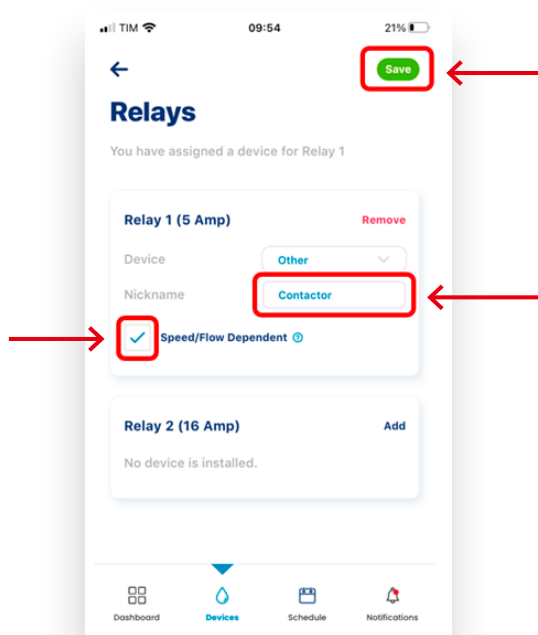 TIM 09:54 21%
Save
Relays
You have assigned a device for Relay 1
Relay 1 (5 Amp) Remove
Device Other
Nickname Contactor
Speed/Flow Dependent ?
Relay 2 (16 Amp) Add
No device is installed.
Dashboard Devices Schedule Notifications